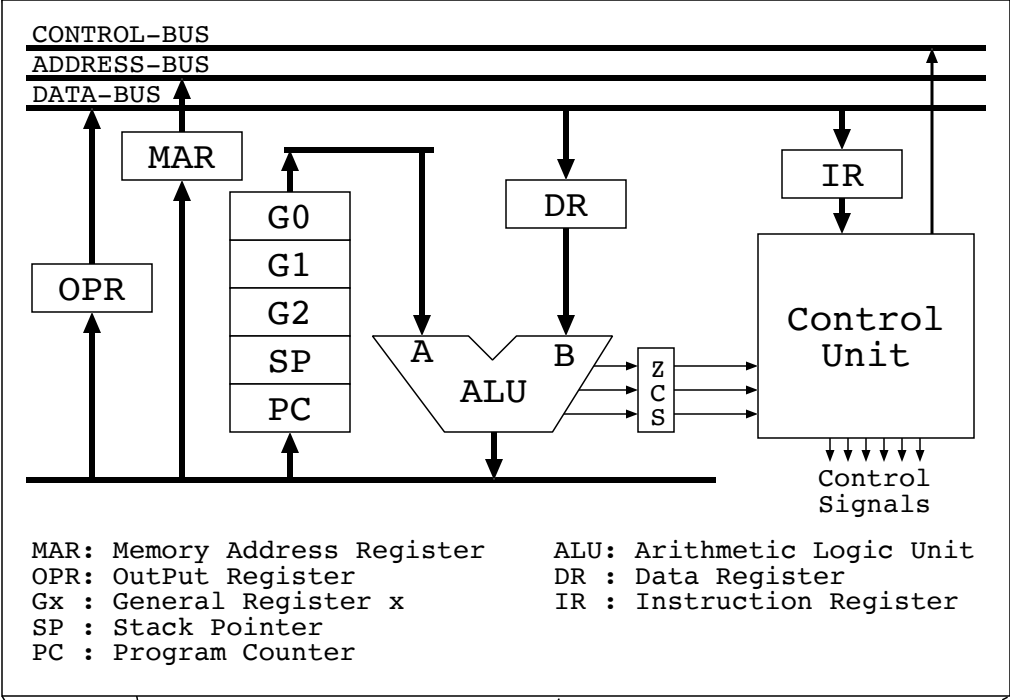 CONTROL-BUS
ADDRESS-BUS
DATA-BUS
MAR
IR
G0
DR
G1
OPR
G2
Control
Unit
A
B
SP
Z
ALU
C
PC
S
Control
Signals
MAR: Memory Address Register
OPR: OutPut Register
Gx : General Register x
SP : Stack Pointer
PC : Program Counter
ALU: Arithmetic Logic Unit
DR : Data Register
IR : Instruction Register